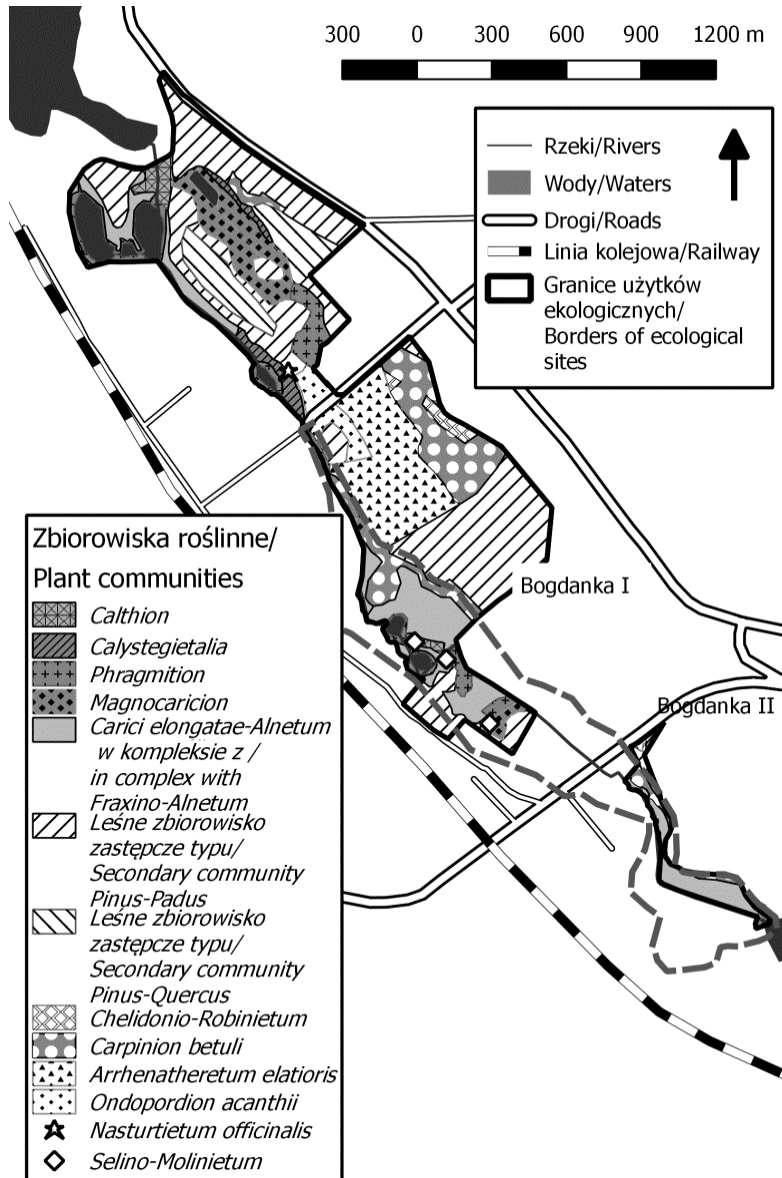 300 0 300 600 900 1200 m
Rzeki/Rivers
Wody/Waters
Drogi/Roads
Linia kolejowa/Railway
Granice użytków
ekologicznych/
Borders of ecological
sites
Bogdanka I
Bogdanka II
Zbiorowiska roślinne/
Plant communities
Calthion
Calystegietalia
Phragmition
Magnocaricion
Carici elongatae-Alnetum
w kompleksie z /
in complex with
Fraxino-Alnetum
Leśne zbiorowisko
zastępcze typu/
Secondary community
Pinus-Padus
Leśne zbiorowisko
zastępcze typu/
Secondary community
Pinus-Quercus
Chelidonio-Robinietum
Carpinion betuli
Arrhenatheretum elatioris
Ondopordion acanthii
Nasturtietum officinalis
Selino-Molinietum